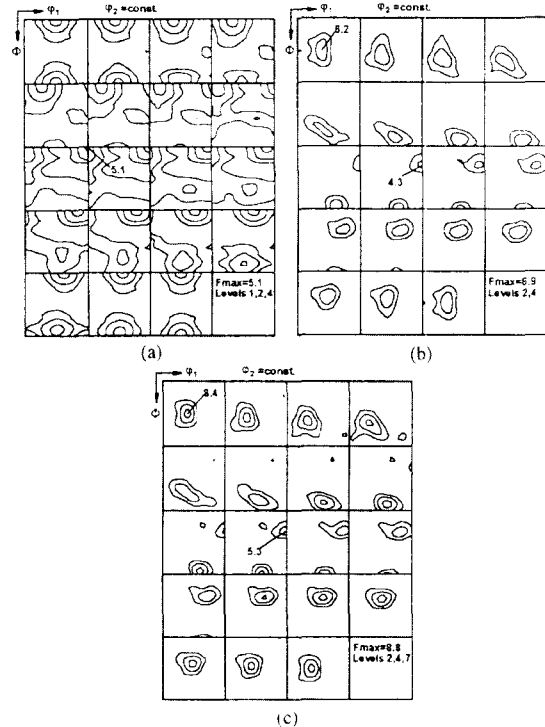 φ₁ φ₂ =const.
Φ
5.1
Fmax=5.1
Levels 1,2,4
(a)
φ₁ φ₂ =const.
Φ
6.2
4.3
Fmax=6.9
Levels 2,4
(b)
φ₁ φ₂ =const
Φ
8.4
5.3
Fmax=8.8
Levels 2,4,7
(c)